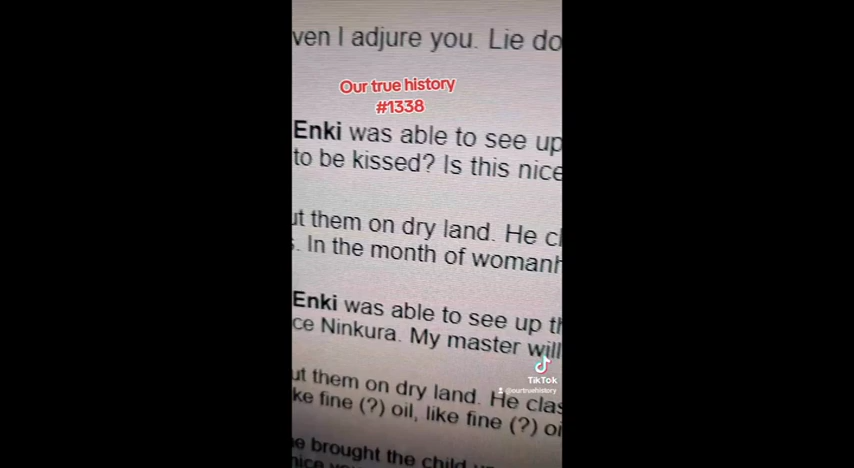 ven I adjure you. Lie do
Our true history
#1338
Enki was able to see up
to be kissed? Is this nice
ut them on dry land. He cl
. In the month of womanh
Enki was able to see up th
ce Ninkura. My master will
TikTok
@ourtruehistory
ut them on dry land. He clas
ke fine (?) oil, like fine (?) oi
e brought the child
nice